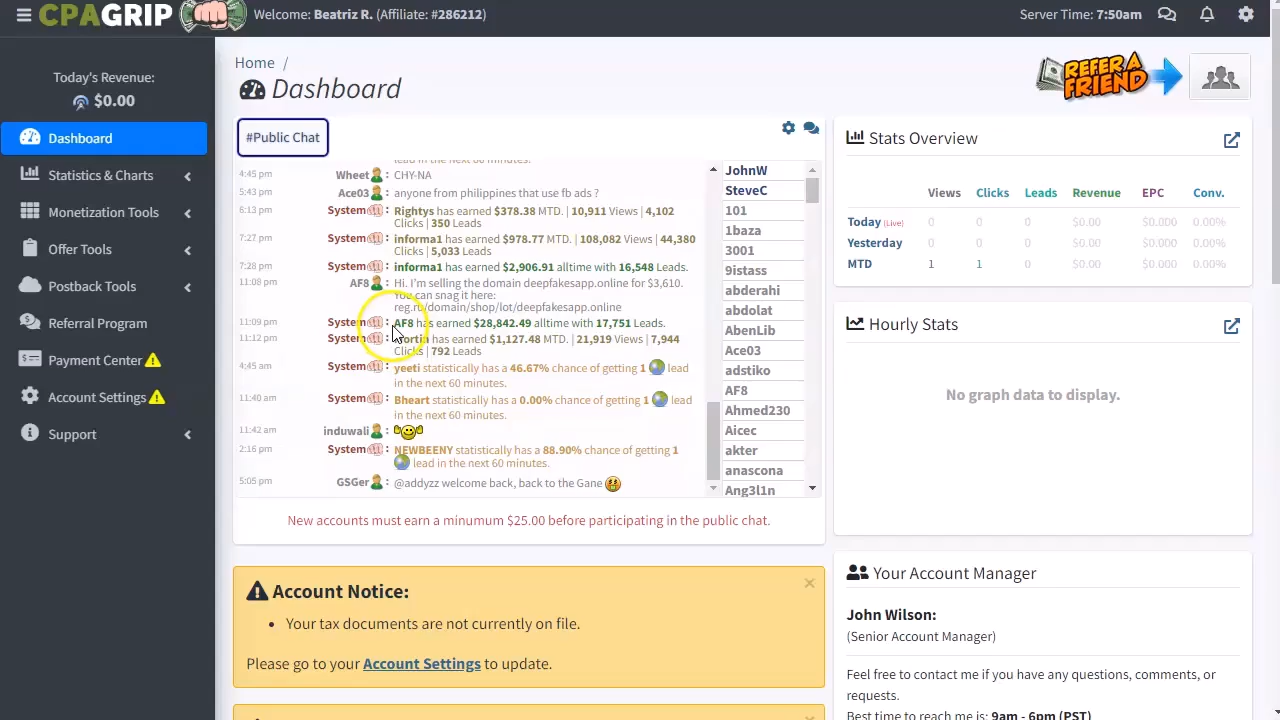 CPAGRIP
Welcome: Beatriz R. (Affiliate: #286212)
Server Time: 7:50am
Today's Revenue:
$0.00
Dashboard
Statistics & Charts
Monetization Tools
Offer Tools
Postback Tools
Referral Program
Payment Center
Account Settings
Support
Home /
Dashboard
REFER A
FRIEND
#Public Chat
lead in the next 60 minutes.
4:45 pm Wheet : CHY-NA
5:43 pm Ace03 : anyone from philippines that use fb ads ?
6:13 pm System : Rightys has earned $378.38 MTD. | 10,911 Views | 4,102
Clicks | 350 Leads
7:27 pm System : informa1 has earned $978.77 MTD. | 108,082 Views | 44,380
Clicks | 5,033 Leads
7:28 pm System : informa1 has earned $2,906.91 alltime with 16,548 Leads.
11:08 pm AF8 : Hi. I'm selling the domain deepfakesapp.online for $3,610.
You can snag it here:
reg.ru/domain/shop/lot/deepfakesapp.online
11:09 pm System : AF8 has earned $28,842.49 alltime with 17,751 Leads.
11:12 pm System : has earned $1,127.48 MTD. | 21,919 Views | 7,944
Clicks | 792 Leads
4:45 am System : yeeti statistically has a 46.67% chance of getting 1 lead
in the next 60 minutes.
11:40 am System : Bheart statistically has a 0.00% chance of getting 1 lead
in the next 60 minutes.
11:42 am induwali :
2:16 pm System : NEWBEENY statistically has a 88.90% chance of getting 1
lead in the next 60 minutes.
5:05 pm GSGer : @addyzz welcome back, back to the Gane
JohnW
SteveC
101
1baza
3001
9istass
abderahi
abdolat
AbenLib
Ace03
adstiko
AF8
Ahmed230
Aicec
akter
anascona
Ang3l1n
New accounts must earn a minumum $25.00 before participating in the public chat.
Account Notice:
• Your tax documents are not currently on file.
Please go to your Account Settings to update.
Stats Overview
Views Clicks Leads Revenue EPC Conv.
Today (Live) 0 0 0 $0.00 $0.000 0.00%
Yesterday 0 0 0 $0.00 $0.000 0.00%
MTD 1 1 0 $0.00 $0.000 0.00%
Hourly Stats
No graph data to display.
Your Account Manager
John Wilson:
(Senior Account Manager)
Feel free to contact me if you have any questions, comments, or
requests.
Best time to reach me is: 9am - 6pm (PST)